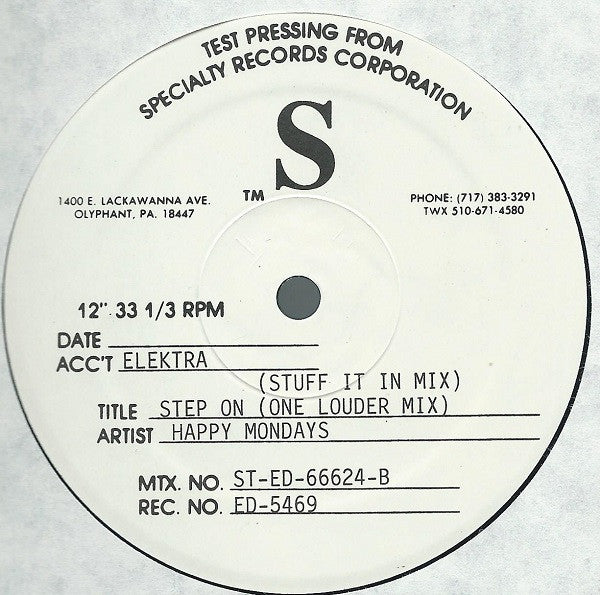 TEST PRESSING FROM
SPECIALTY RECORDS CORPORATION
S
TM
1400 E. LACKAWANNA AVE.
OLYPHANT, PA. 18447
PHONE: (717) 383-3291
TWX 510-671-4580
12" 33 1/3 RPM
DATE
ACC'T ELEKTRA
(STUFF IT IN MIX)
TITLE STEP ON (ONE LOUDER MIX)
ARTIST HAPPY MONDAYS
MTX. NO. ST-ED-66624-B
REC. NO. ED-5469